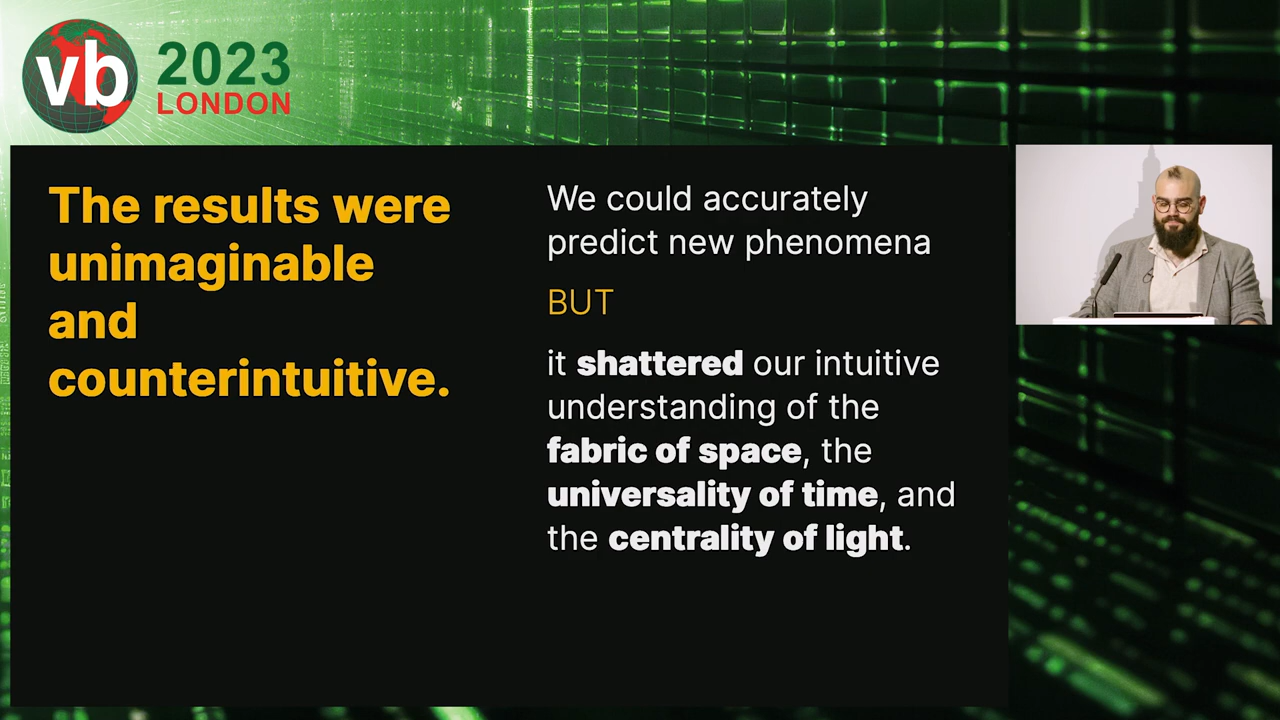 vb
2023
LONDON
The results were
unimaginable
and
counterintuitive.
We could accurately
predict new phenomena
BUT
it shattered our intuitive
understanding of the
fabric of space, the
universality of time, and
the centrality of light.